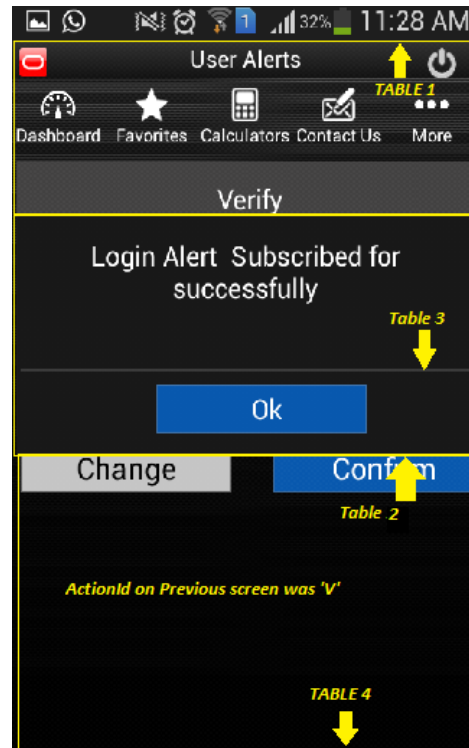 1 32% 11:28 AM
User Alerts
TABLE 1
Dashboard Favorites Calculators Contact Us More
Verify
Login Alert Subscribed for
successfully
Table 3
Ok
Change Confirm
Table 2
ActionId on Previous screen was 'V'
TABLE 4